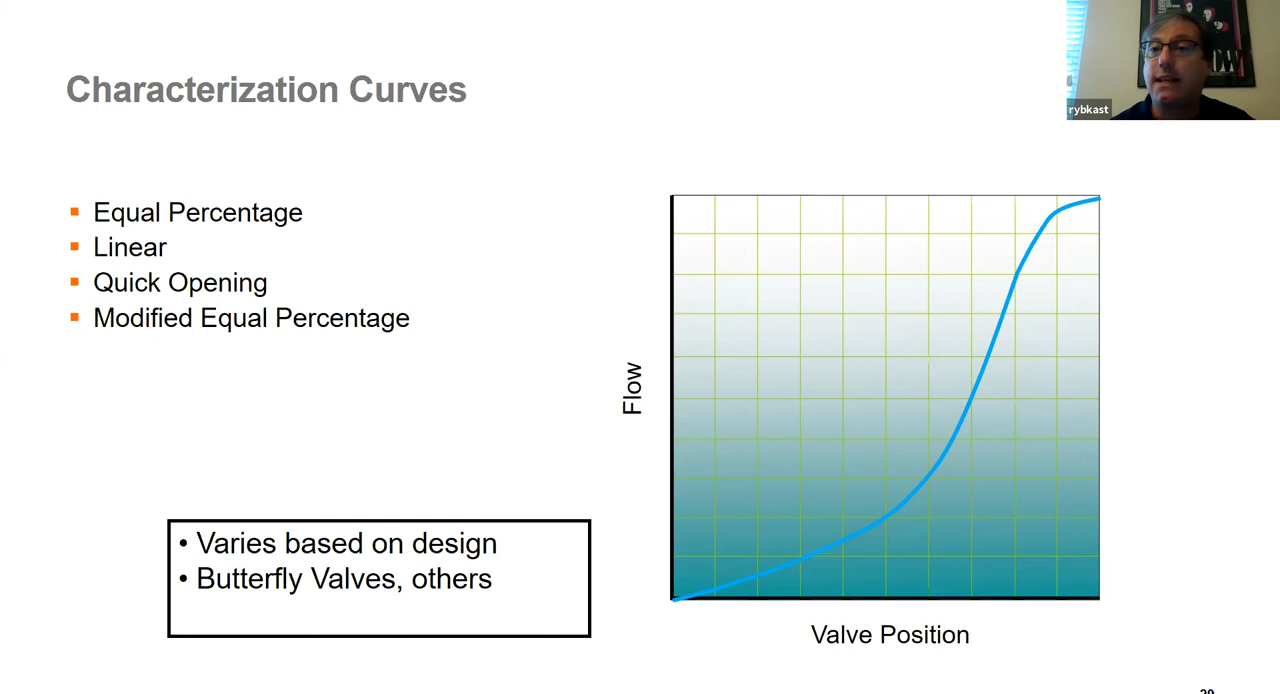 Characterization Curves
rybkast
Equal Percentage
Linear
Quick Opening
Modified Equal Percentage
Flow
• Varies based on design
• Butterfly Valves, others
Valve Position